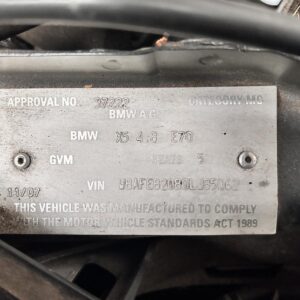 APPROVAL NO. 37222 CATEGORY MC
BMW A G
BMW X5 4.8 E70
GVM SEATS 5
11/07
VIN
THIS VEHICLE WAS MANUFACTURED TO COMPLY
WITH THE MOTOR VEHICLE STANDARDS ACT 1989